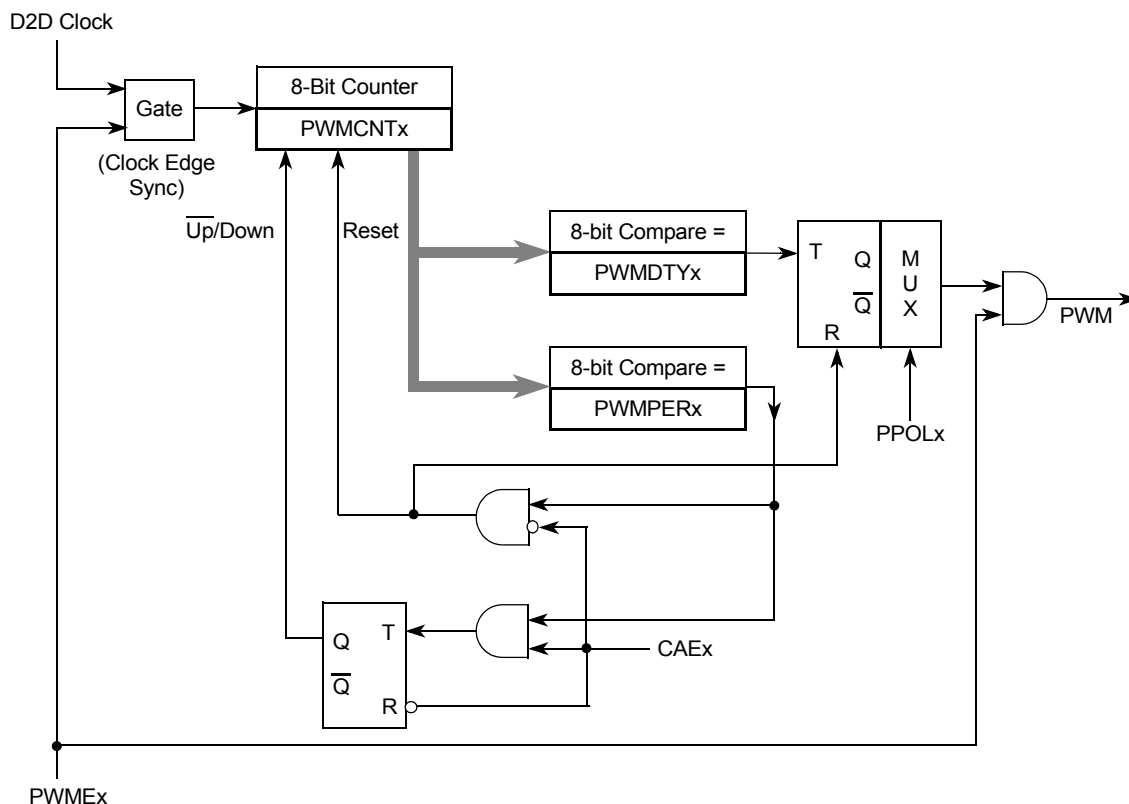 D2D Clock
Gate
(Clock Edge
Sync)
8-Bit Counter
PWMCNTx
U̅p̅/Down
Reset
8-bit Compare =
PWMDTYx
T
Q
Q̅
R
M
U
X
PWM
8-bit Compare =
PWMPERx
PPOLx
Q
T
Q̅
R
CAEx
PWMEx